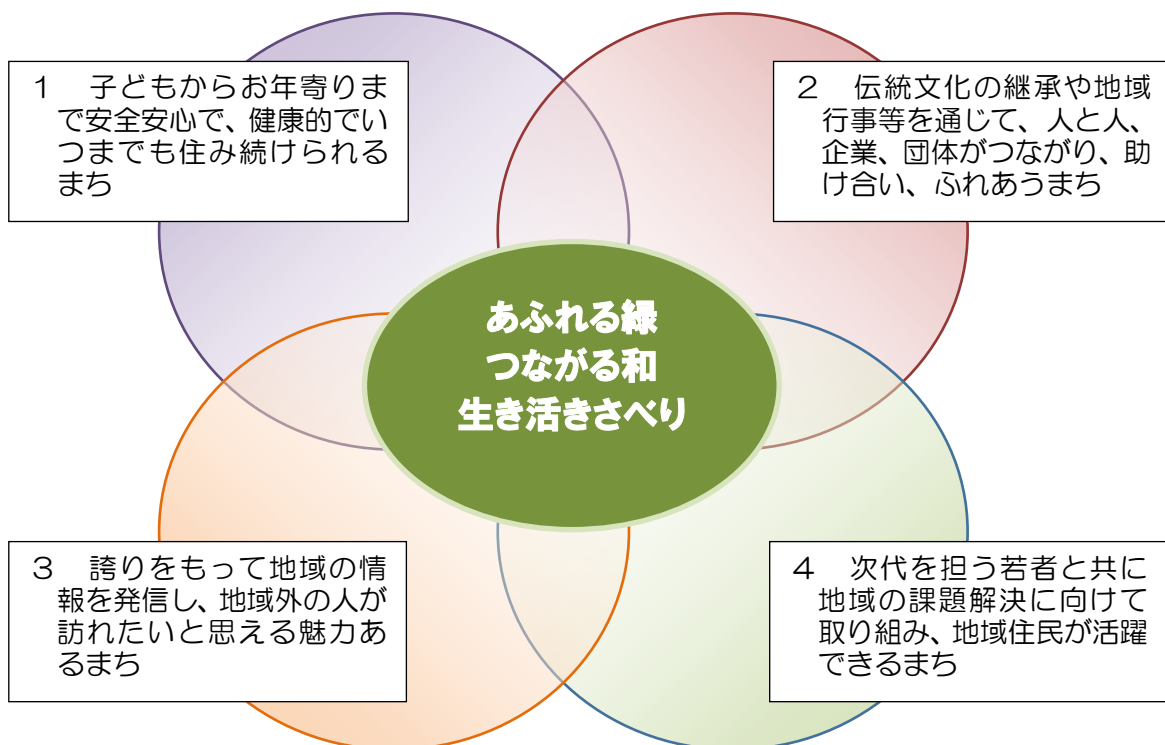 １　子どもからお年寄りま
で安全安心で、健康的でい
つまでも住み続けられる
まち
２　伝統文化の継承や地域
行事等を通じて、人と人、
企業、団体がつながり、助
け合い、ふれあうまち
あふれる緑
つながる和
生き活きさべり
３　誇りをもって地域の情
報を発信し、地域外の人が
訪れたいと思える魅力あ
るまち
４　次代を担う若者と共に
地域の課題解決に向けて
取り組み、地域住民が活躍
できるまち